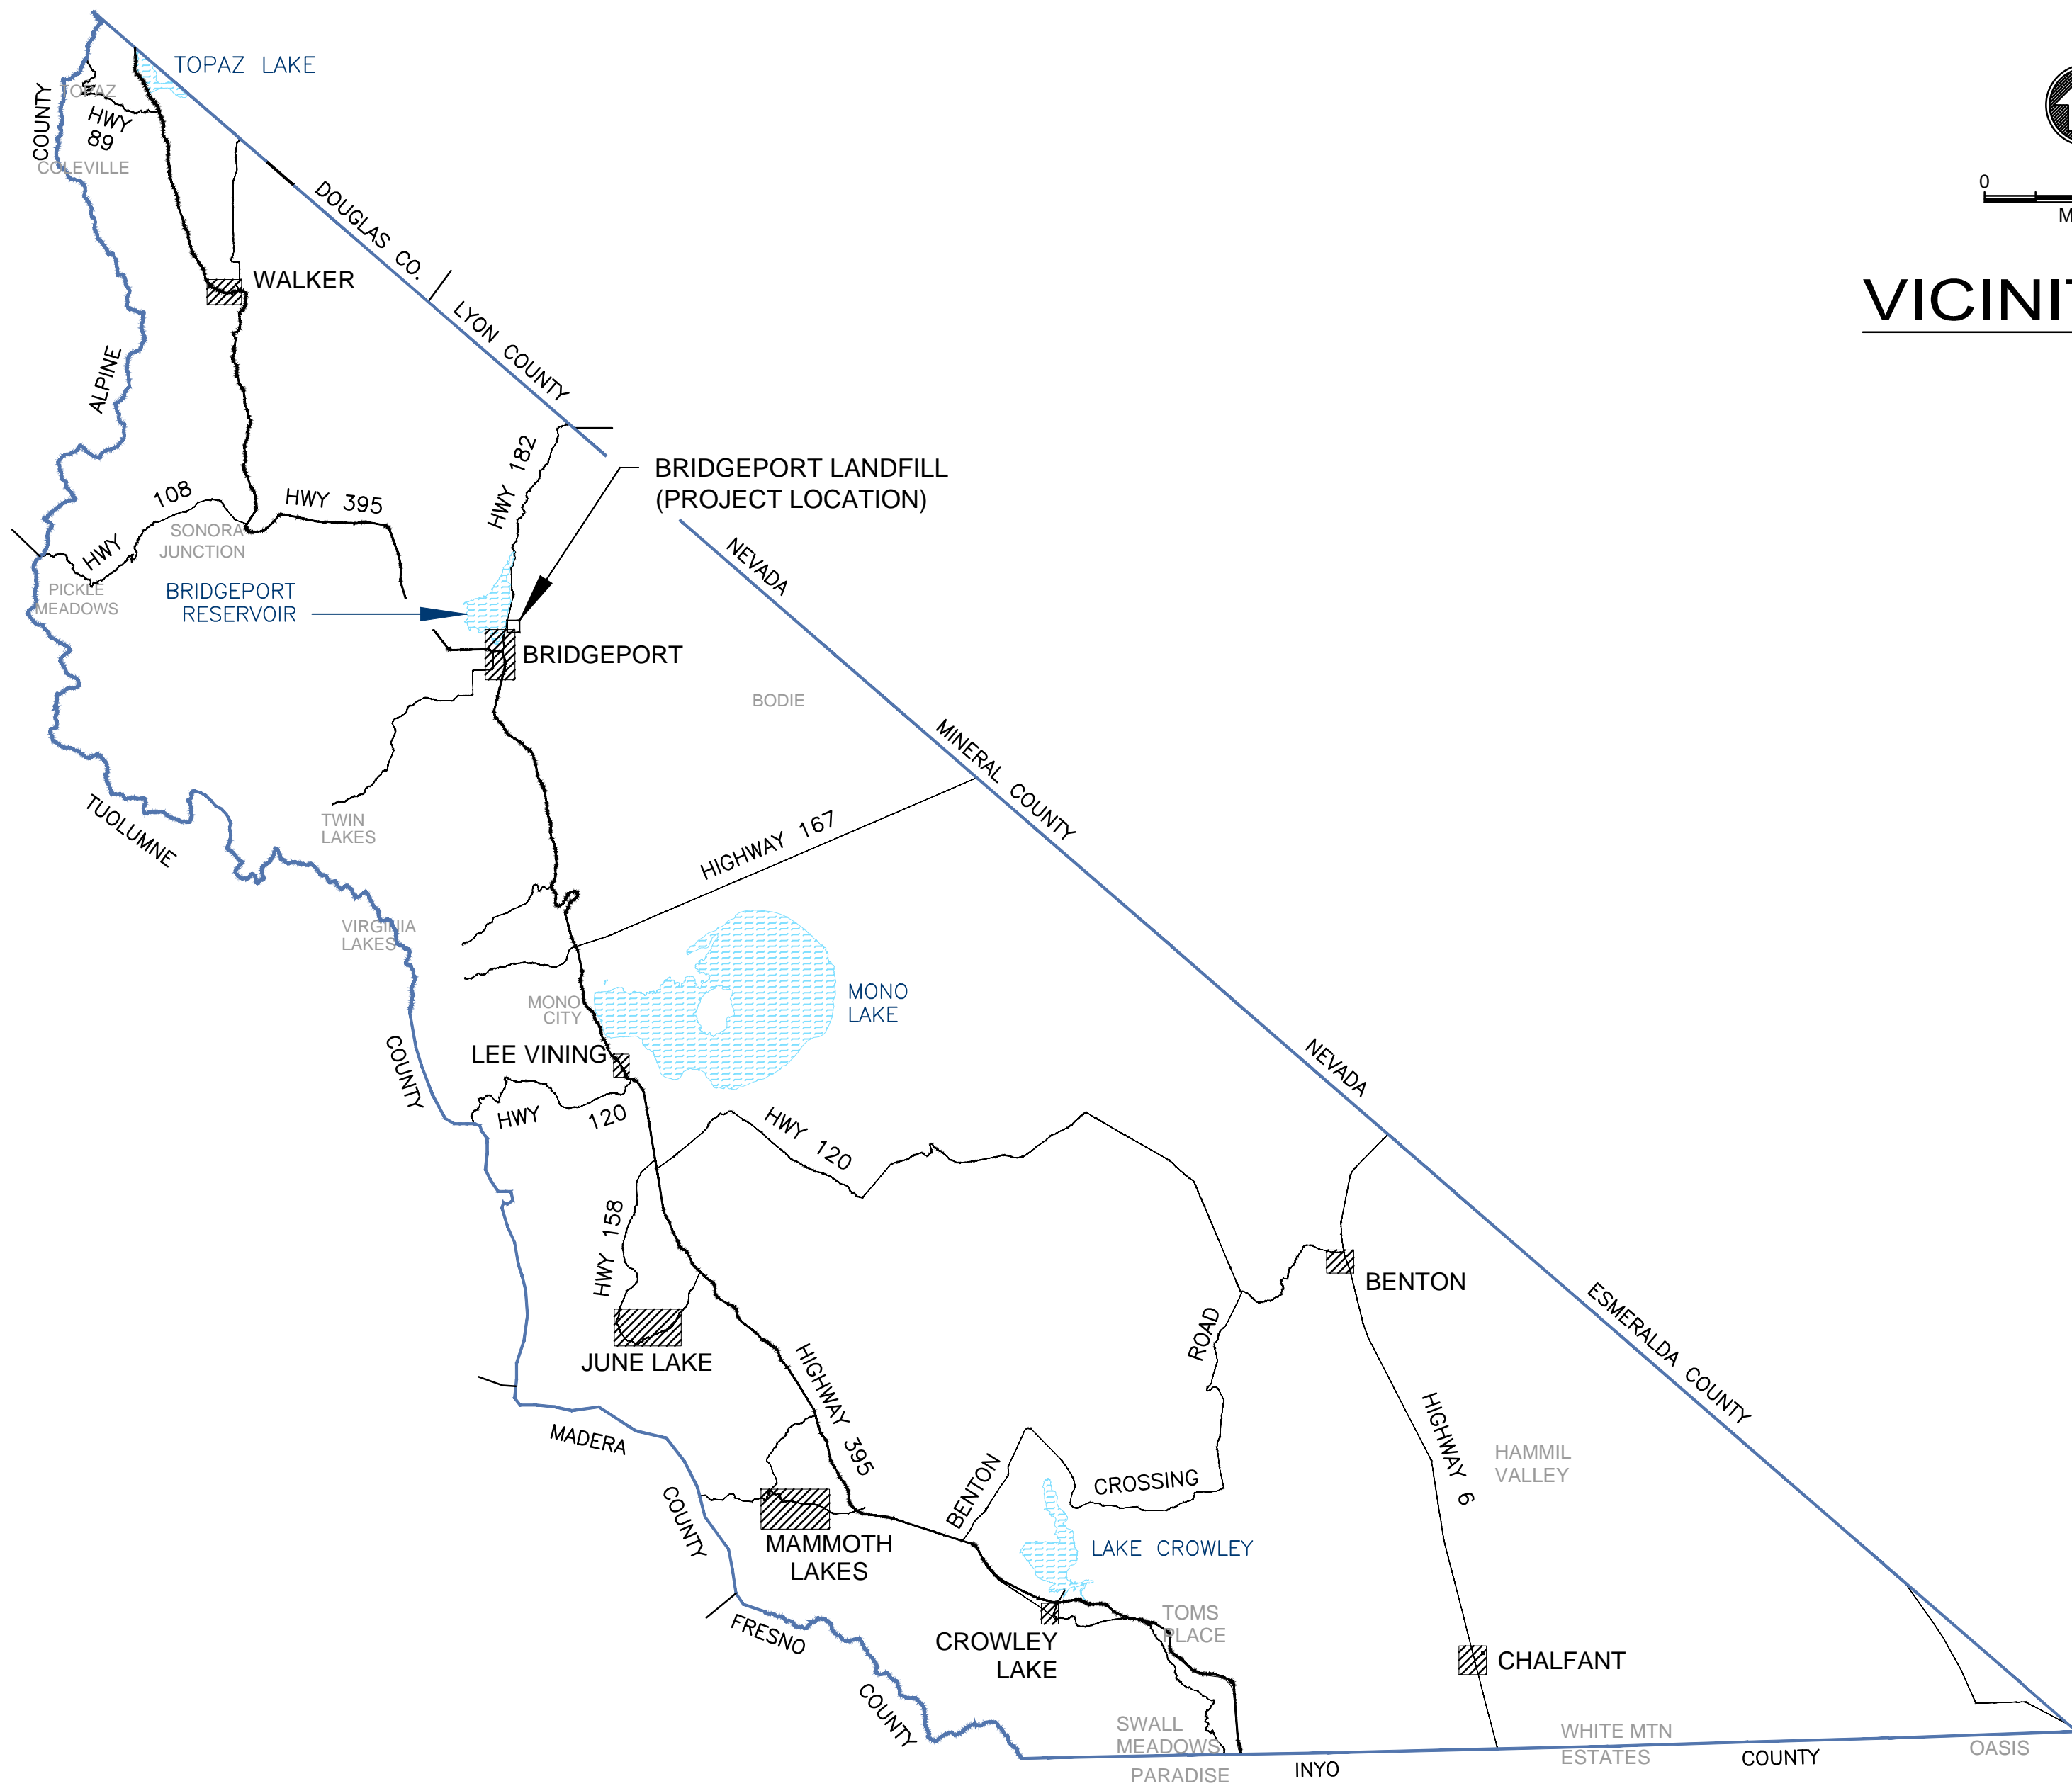 TOPAZ LAKE
COUNTY
TOPAZ
HWY
89
COLEVILLE
0
M
VICINIT
DOUGLAS CO.
WALKER
LYON COUNTY
ALPINE
HWY 182
BRIDGEPORT LANDFILL
(PROJECT LOCATION)
108
HWY 395
HWY
SONORA
JUNCTION
NEVADA
PICKLE
MEADOWS
BRIDGEPORT
RESERVOIR
BRIDGEPORT
BODIE
MINERAL COUNTY
TUOLUMNE
TWIN
LAKES
HIGHWAY 167
VIRGINIA
LAKES
MONO
LAKE
MONO
CITY
LEE VINING
COUNTY
NEVADA
HWY 120
HWY 120
HWY 158
BENTON
ESMERALDA COUNTY
JUNE LAKE
ROAD
HIGHWAY 395
HIGHWAY 6
MADERA
HAMMIL
VALLEY
BENTON
CROSSING
COUNTY
MAMMOTH
LAKES
LAKE CROWLEY
TOMS
PLACE
FRESNO
CROWLEY
LAKE
CHALFANT
COUNTY
SWALL
MEADOWS
WHITE MTN
ESTATES
COUNTY
OASIS
PARADISE
INYO